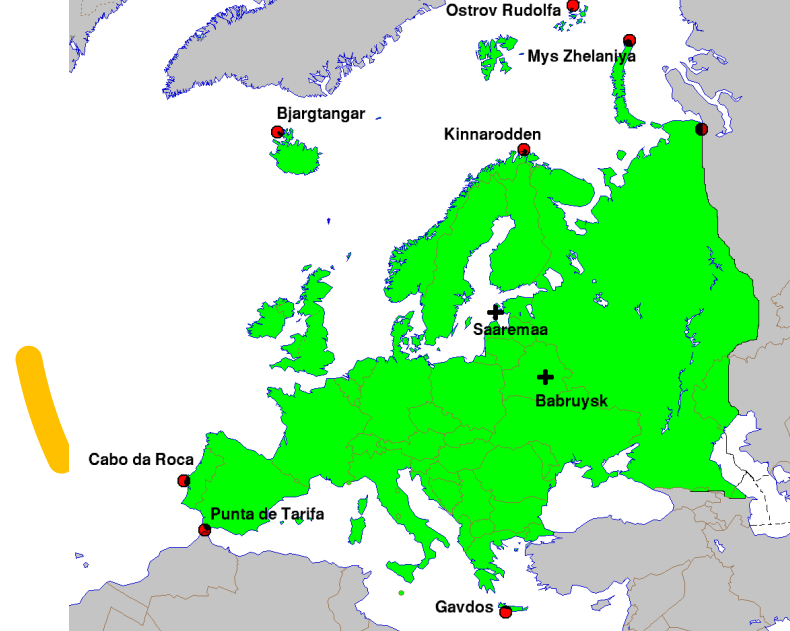 Ostrov Rudolfa
Mys Zhelaniya
Bjargtangar
Kinnarodden
Saaremaa
Babruysk
Cabo da Roca
Punta de Tarifa
Gavdos